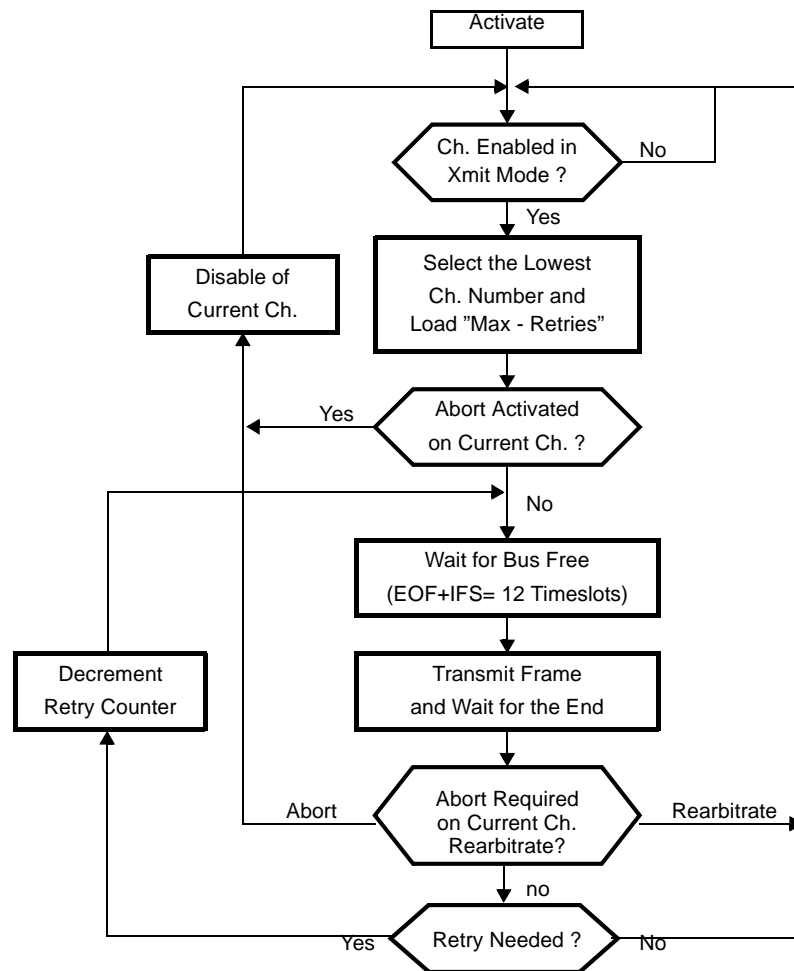 Activate
Ch. Enabled in
Xmit Mode ?
No
Yes
Disable of
Current Ch.
Select the Lowest
Ch. Number and
Load ”Max - Retries”
Yes
Abort Activated
on Current Ch. ?
No
Wait for Bus Free
(EOF+IFS= 12 Timeslots)
Decrement
Retry Counter
Transmit Frame
and Wait for the End
Abort
Abort Required
on Current Ch.
Rearbitrate?
Rearbitrate
no
Yes
Retry Needed ?
No